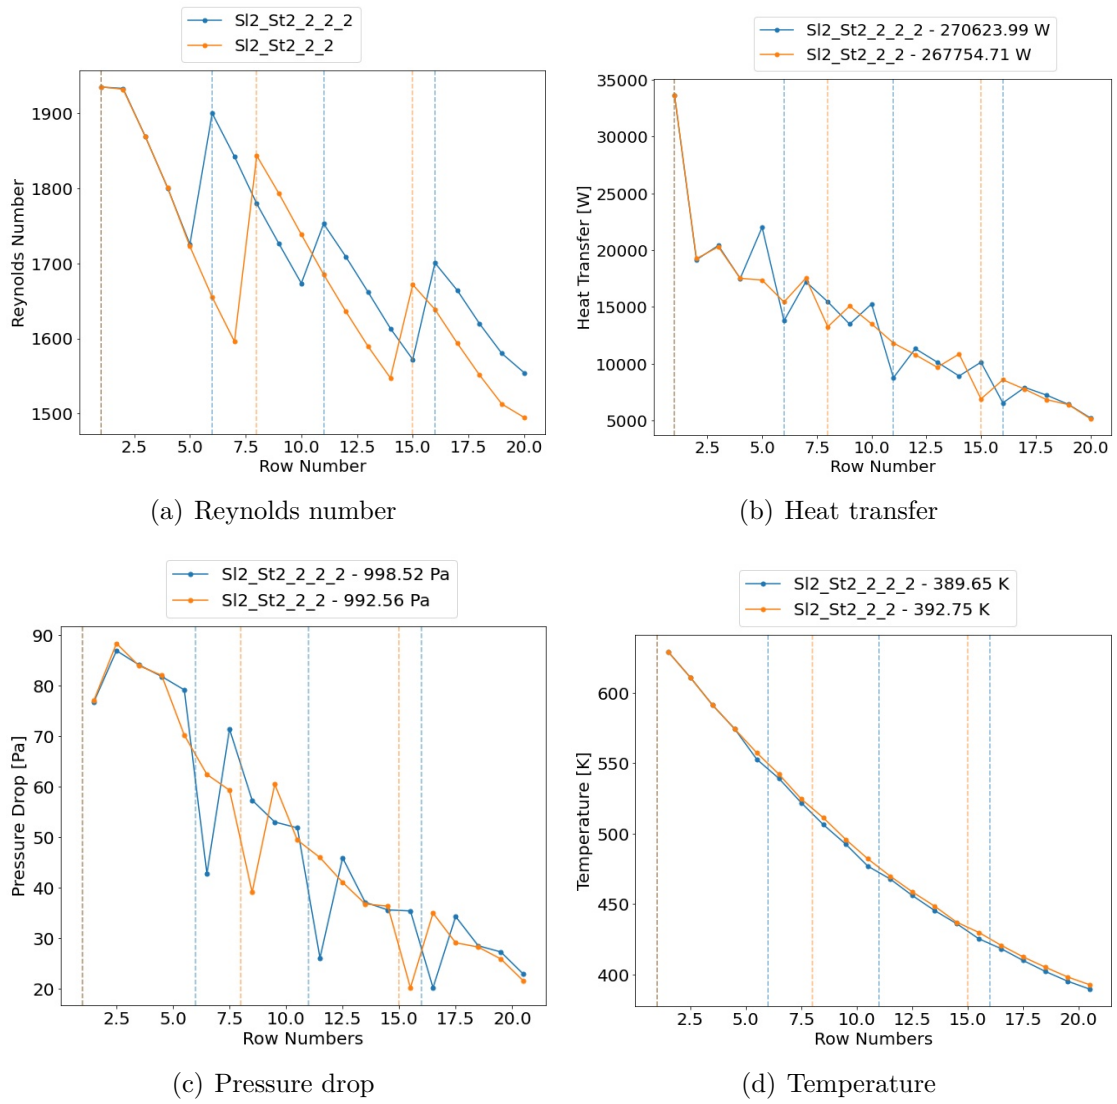 Sl2_St2_2_2_2
Sl2_St2_2_2
1900
1800
1700
1600
1500
Reynolds Number
2.5 5.0 7.5 10.0 12.5 15.0 17.5 20.0
Row Number
(a) Reynolds number
Sl2_St2_2_2_2 - 270623.99 W
Sl2_St2_2_2 - 267754.71 W
35000
30000
25000
20000
15000
10000
5000
Heat Transfer [W]
2.5 5.0 7.5 10.0 12.5 15.0 17.5 20.0
Row Number
(b) Heat transfer
Sl2_St2_2_2_2 - 998.52 Pa
Sl2_St2_2_2 - 992.56 Pa
90
80
70
60
50
40
30
20
Pressure Drop [Pa]
2.5 5.0 7.5 10.0 12.5 15.0 17.5 20.0
Row Numbers
(c) Pressure drop
Sl2_St2_2_2_2 - 389.65 K
Sl2_St2_2_2 - 392.75 K
600
550
500
450
400
Temperature [K]
2.5 5.0 7.5 10.0 12.5 15.0 17.5 20.0
Row Numbers
(d) Temperature